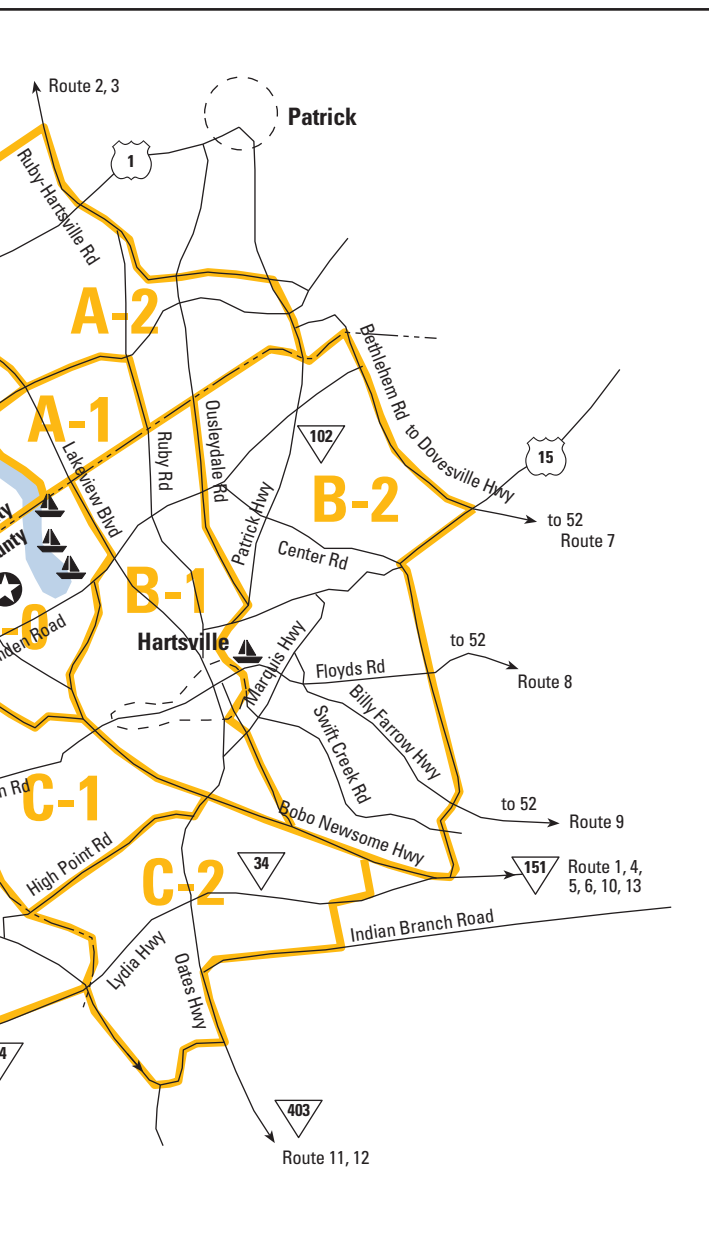 Route 2, 3
Patrick
1
Ruby-Hartsville Rd
A-2
Bethlehem Rd to Dovesville Hwy
A-1
Ousleydale Rd
102
15
Ruby Rd
Lakeview Blvd
B-2
Patrick Hwy
to 52
Route 7
Center Rd
B-1
Hartsville
Marquis Hwy
to 52
Floyds Rd
Route 8
Billy Farrow Hwy
Swift Creek Rd
Road
-0
Rd
C-1
to 52
Route 9
Bobo Newsome Hwy
High Point Rd
C-2
34
151
Route 1, 4,
5, 6, 10, 13
Indian Branch Road
Lydia Hwy
Oates Hwy
4
403
Route 11, 12